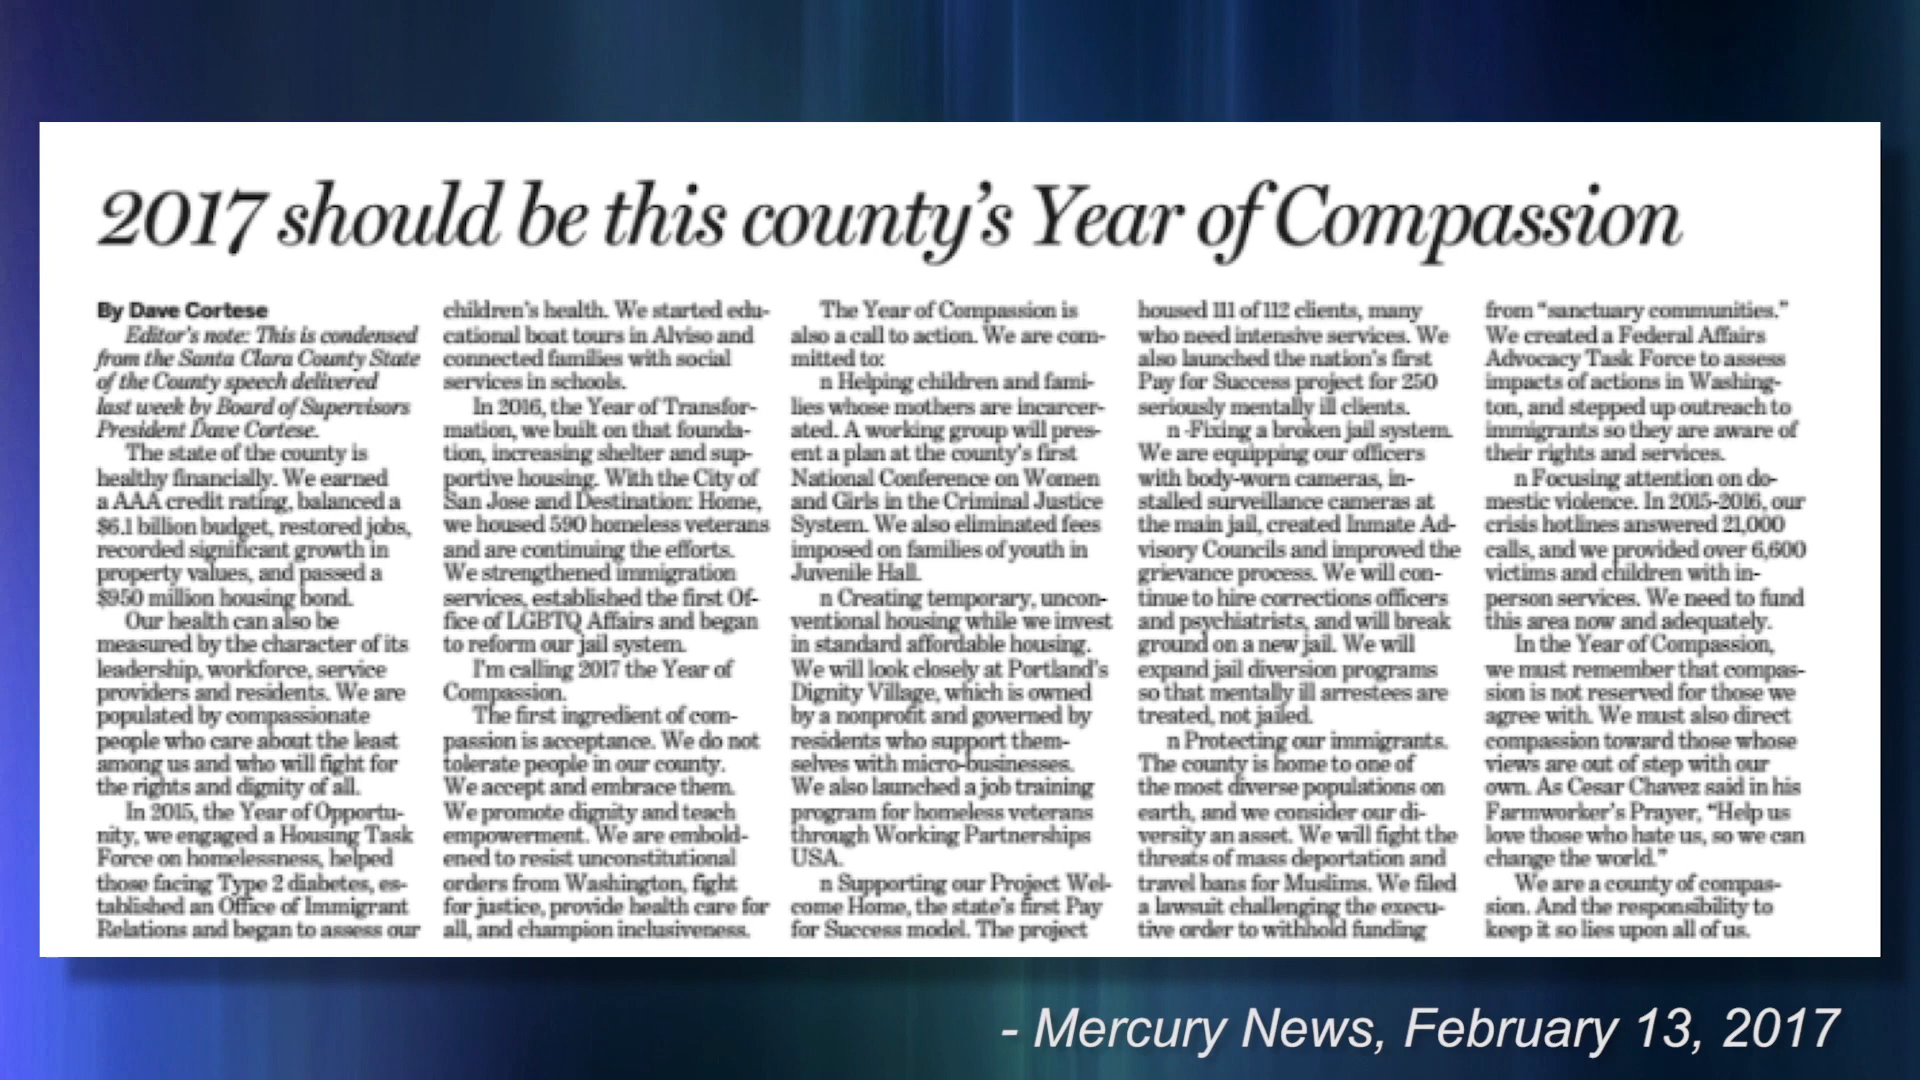 2017 should be this county's Year of Compassion
By Dave Cortese
Editor's note: This is condensed
from the Santa Clara County State
of the County speech delivered
last week by Board of Supervisors
President Dave Cortese.
The state of the county is
healthy financially. We earned
a AAA credit rating, balanced a
$6.1 billion budget, restored jobs,
recorded significant growth in
property values, and passed a
$950 million housing bond.
Our health can also be
measured by the character of its
leadership, workforce, service
providers and residents. We are
populated by compassionate
people who care about the least
among us and who will fight for
the rights and dignity of all.
In 2015, the Year of Opportu-
nity, we engaged a Housing Task
Force on homelessness, helped
those facing Type 2 diabetes, es-
tablished an Office of Immigrant
Relations and began to assess our
children's health. We started edu-
cational boat tours in Alviso and
connected families with social
services in schools.
In 2016, the Year of Transfor-
mation, we built on that founda-
tion, increasing shelter and sup-
portive housing. With the City of
San Jose and Destination: Home,
we housed 590 homeless veterans
and are continuing the efforts.
We strengthened immigration
services, established the first Of-
fice of LGBTQ Affairs and began
to reform our jail system.
I'm calling 2017 the Year of
Compassion.
The first ingredient of com-
passion is acceptance. We do not
tolerate people in our county.
We accept and embrace them.
We promote dignity and teach
empowerment. We are embold-
ened to resist unconstitutional
orders from Washington, fight
for justice, provide health care for
all, and champion inclusiveness.
The Year of Compassion is
also a call to action. We are com-
mitted to:
n Helping children and fami-
lies whose mothers are incarcer-
ated. A working group will pres-
ent a plan at the county's first
National Conference on Women
and Girls in the Criminal Justice
System. We also eliminated fees
imposed on families of youth in
Juvenile Hall.
n Creating temporary, uncon-
ventional housing while we invest
in standard affordable housing.
We will look closely at Portland's
Dignity Village, which is owned
by a nonprofit and governed by
residents who support them-
selves with micro-businesses.
We also launched a job training
program for homeless veterans
through Working Partnerships
USA.
n Supporting our Project Wel-
come Home, the state's first Pay
for Success model. The project
housed 111 of 112 clients, many
who need intensive services. We
also launched the nation's first
Pay for Success project for 250
seriously mentally ill clients.
n -Fixing a broken jail system.
We are equipping our officers
with body-worn cameras, in-
stalled surveillance cameras at
the main jail, created Inmate Ad-
visory Councils and improved the
grievance process. We will con-
tinue to hire corrections officers
and psychiatrists, and will break
ground on a new jail. We will
expand jail diversion programs
so that mentally ill arrestees are
treated, not jailed.
n Protecting our immigrants.
The county is home to one of
the most diverse populations on
earth, and we consider our di-
versity an asset. We will fight the
threats of mass deportation and
travel bans for Muslims. We filed
a lawsuit challenging the execu-
tive order to withhold funding
from "sanctuary communities."
We created a Federal Affairs
Advocacy Task Force to assess
impacts of actions in Washing-
ton, and stepped up outreach to
immigrants so they are aware of
their rights and services.
n Focusing attention on do-
mestic violence. In 2015-2016, our
crisis hotlines answered 21,000
calls, and we provided over 6,600
victims and children with in-
person services. We need to fund
this area now and adequately.
In the Year of Compassion,
we must remember that compas-
sion is not reserved for those we
agree with. We must also direct
compassion toward those whose
views are out of step with our
own. As Cesar Chavez said in his
Farmworker's Prayer, "Help us
love those who hate us, so we can
change the world."
We are a county of compas-
sion. And the responsibility to
keep it so lies upon all of us.
- Mercury News, February 13, 2017